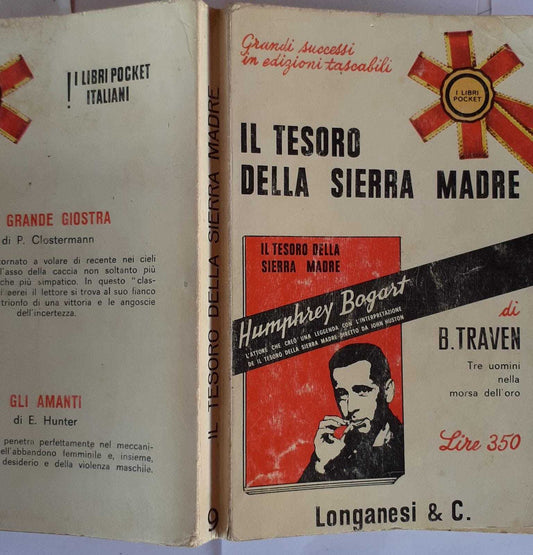 ! I LIBRI POCKET
ITALIANI
GRANDE GIOSTRA
di P. Clostermann
tornato a volare di recente nei cieli
ll'asso della caccia non soltanto più
che più simpatico. In questo "clas-
aerei il lettore si trova al suo fianco
trionfo di una vittoria e le angoscie
dell'incertezza.
GLI AMANTI
di E. Hunter
penetra perfettamente nel meccani-
ell'abbandono femminile e, insieme,
desiderio e della violenza maschile.
IL TESORO DELLA SIERRA MADRE
9
Grandi successi
in edizioni tascabili
I LIBRI
POCKET
IL TESORO
DELLA SIERRA MADRE
IL TESORO DELLA
SIERRA MADRE
Humphrey Bogart
L'ATTORE CHE CREÒ UNA LEGGENDA CON L'INTERPRETAZIONE
DE IL TESORO DELLA SIERRA MADRE DIRETTO DA JOHN HUSTON
di
B. TRAVEN
Tre uomini
nella
morsa dell'oro
Lire 350
Longanesi & C.